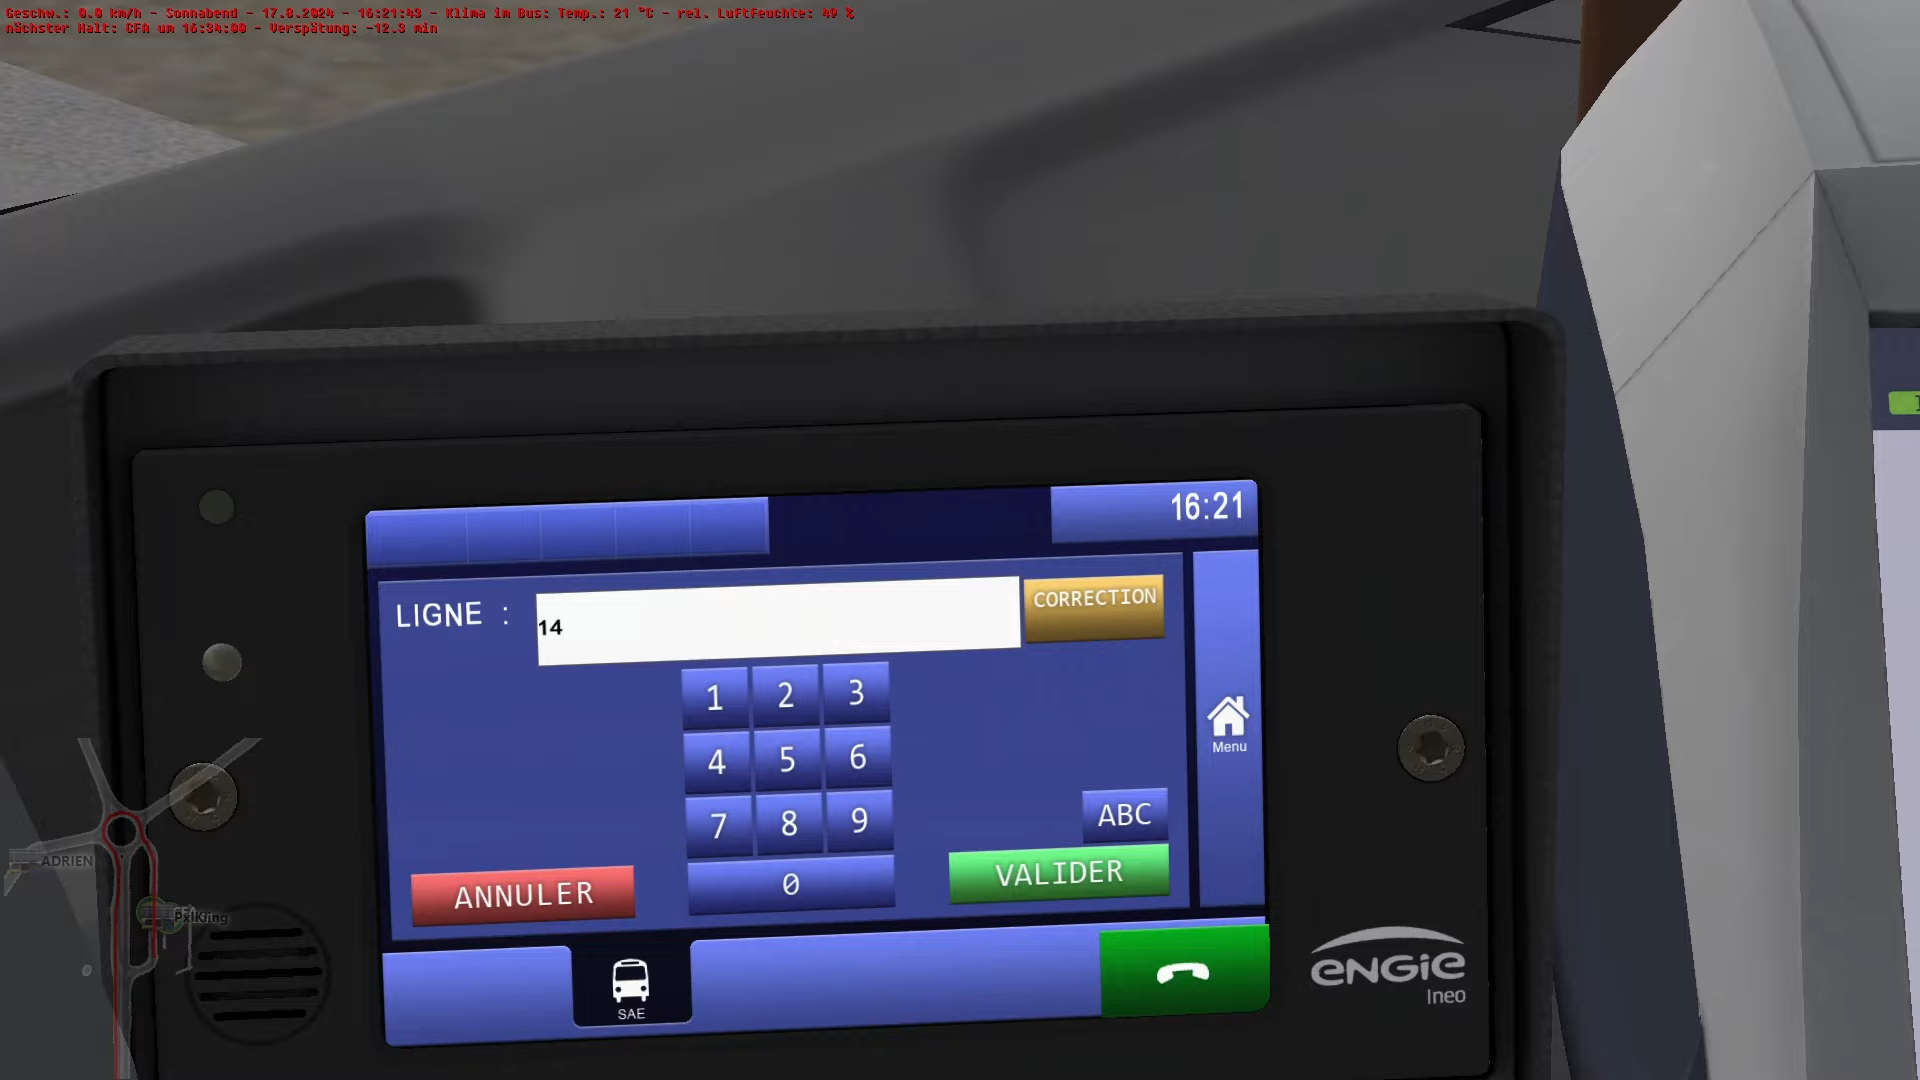 Geschw.: 0.0 km/h - Sonnabend - 17.8.2024 - 16:21:43 - Klima im Bus: Temp.: 21 °C - rel. Luftfeuchte: 49 %
nächster Halt: CFA um 16:34:00 - Verspätung: -12.3 min
16:21
LIGNE :
14
CORRECTION
1 2 3
4 5 6
7 8 9
0
Menu
ABC
ANNULER
VALIDER
SAE
ENGIE
Ineo
ADRIEN
PxlKing